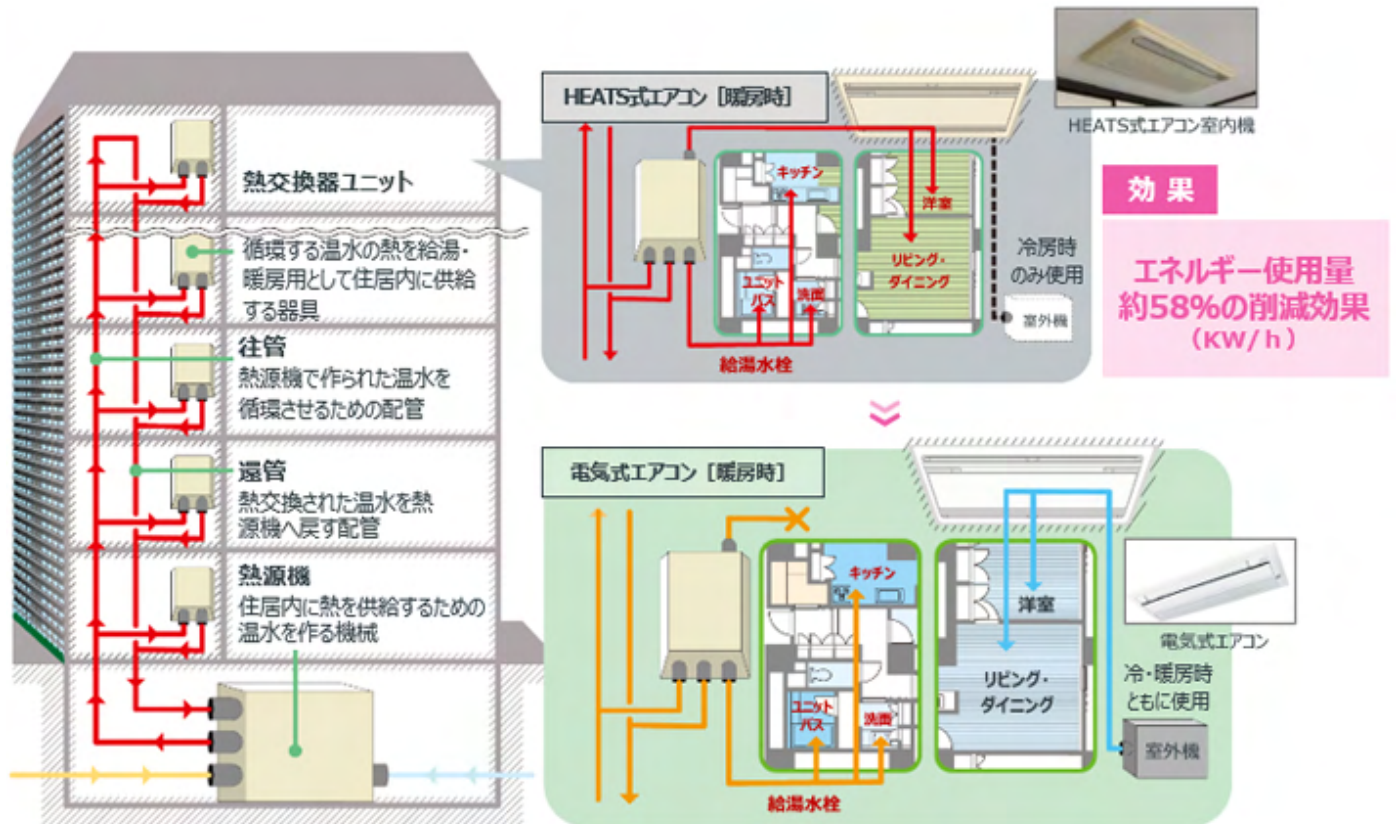 熱交換器ユニット
循環する温水の熱を給湯・
暖房用として住居内に供給
する器具
往管
熱源機で作られた温水を
循環させるための配管
還管
熱交換された温水を熱
源機へ戻す配管
熱源機
住居内に熱を供給するための
温水を作る機械
HEATS式エアコン [暖房時]
HEATS式エアコン室内機
キッチン
洋室
リビング・
ダイニング
ユニット
バス
洗面
給湯水栓
冷房時
のみ使用
室外機
効果
エネルギー使用量
約58%の削減効果
(KW/h)
電気式エアコン [暖房時]
キッチン
洋室
リビング・
ダイニング
ユニット
バス
洗面
給湯水栓
電気式エアコン
冷・暖房時
ともに使用
室外機